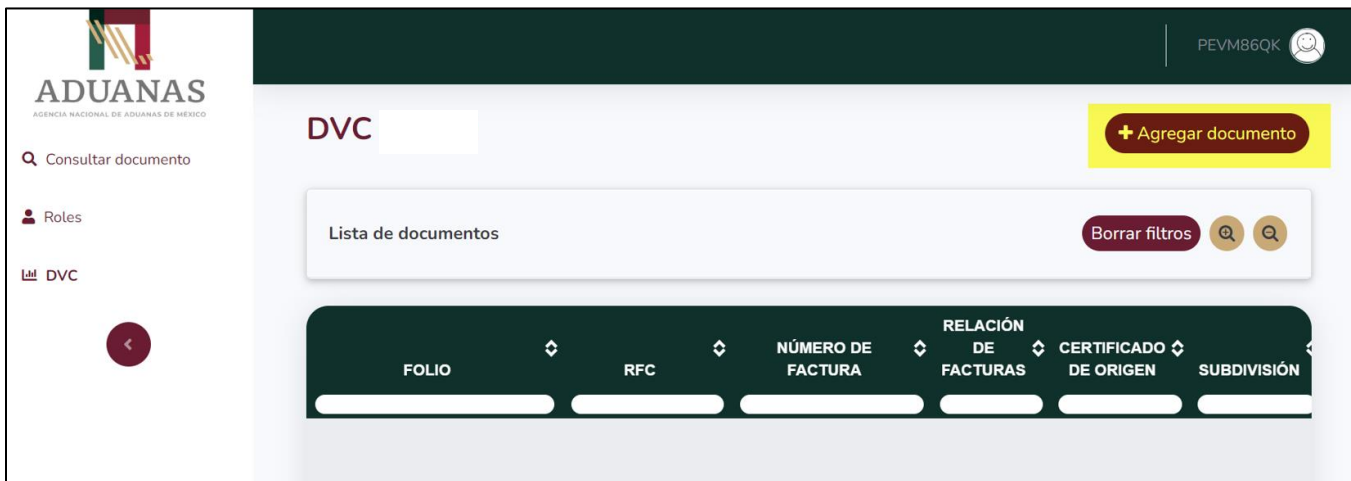 PEVM86QK
ADUANAS
AGENCIA NACIONAL DE ADUANAS DE MÉXICO
Consultar documento
Roles
DVC
DVC
Agregar documento
Lista de documentos
Borrar filtros
FOLIO
RFC
NÚMERO DE
FACTURA
RELACIÓN
DE
FACTURAS
CERTIFICADO
DE ORIGEN
SUBDIVISIÓN